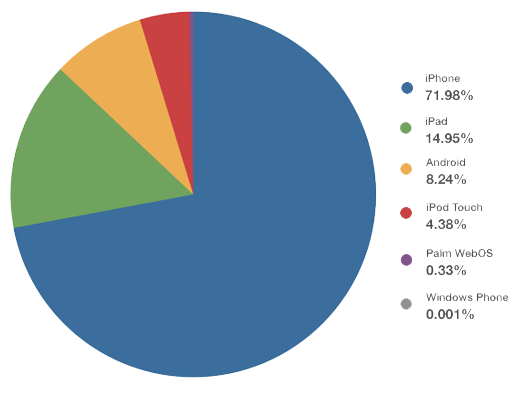 iPhone
71.98%
iPad
14.95%
Android
8.24%
iPod Touch
4.38%
Palm WebOS
0.33%
Windows Phone
0.001%